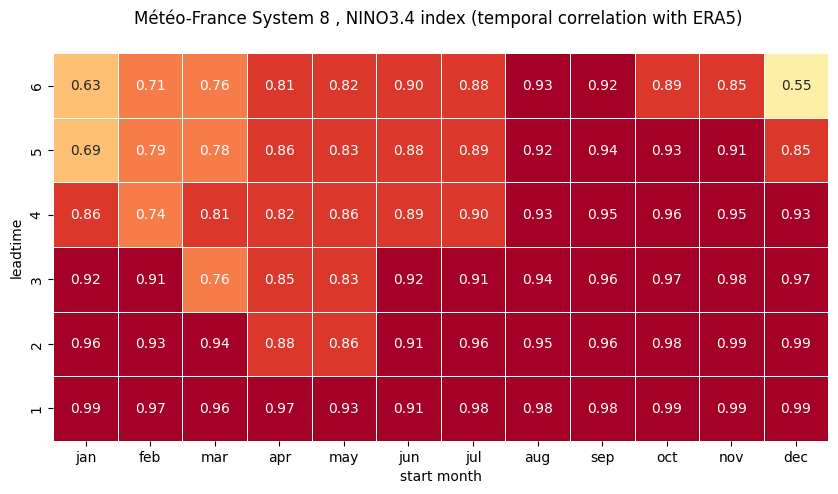 Météo-France System 8 , NINO3.4 index (temporal correlation with ERA5)
6 0.63 0.71 0.76 0.81 0.82 0.90 0.88 0.93 0.92 0.89 0.85 0.55
5 0.69 0.79 0.78 0.86 0.83 0.88 0.89 0.92 0.94 0.93 0.91 0.85
4 0.86 0.74 0.81 0.82 0.86 0.89 0.90 0.93 0.95 0.96 0.95 0.93
leadtime
3 0.92 0.91 0.76 0.85 0.83 0.92 0.91 0.94 0.96 0.97 0.98 0.97
2 0.96 0.93 0.94 0.88 0.86 0.91 0.96 0.95 0.96 0.98 0.99 0.99
1 0.99 0.97 0.96 0.97 0.93 0.91 0.98 0.98 0.98 0.99 0.99 0.99
jan feb mar apr may jun jul aug sep oct nov dec
start month